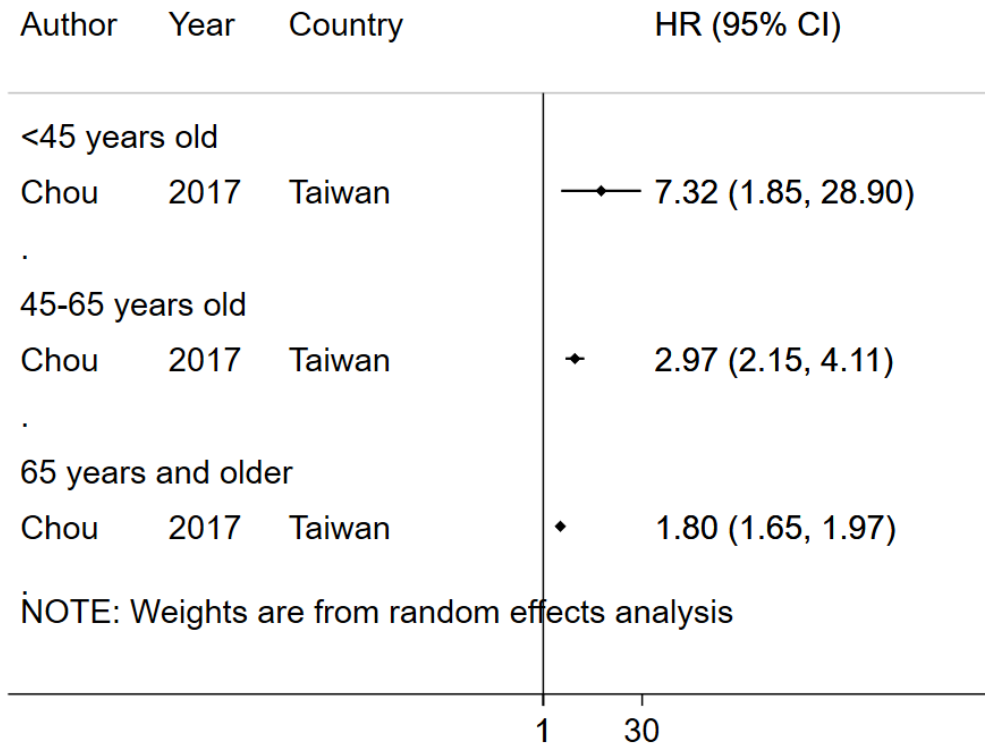 Author Year Country HR (95% CI)
<45 years old
Chou 2017 Taiwan 7.32 (1.85, 28.90)
.
45-65 years old
Chou 2017 Taiwan 2.97 (2.15, 4.11)
.
65 years and older
Chou 2017 Taiwan 1.80 (1.65, 1.97)
.
NOTE: Weights are from random effects analysis
1 30